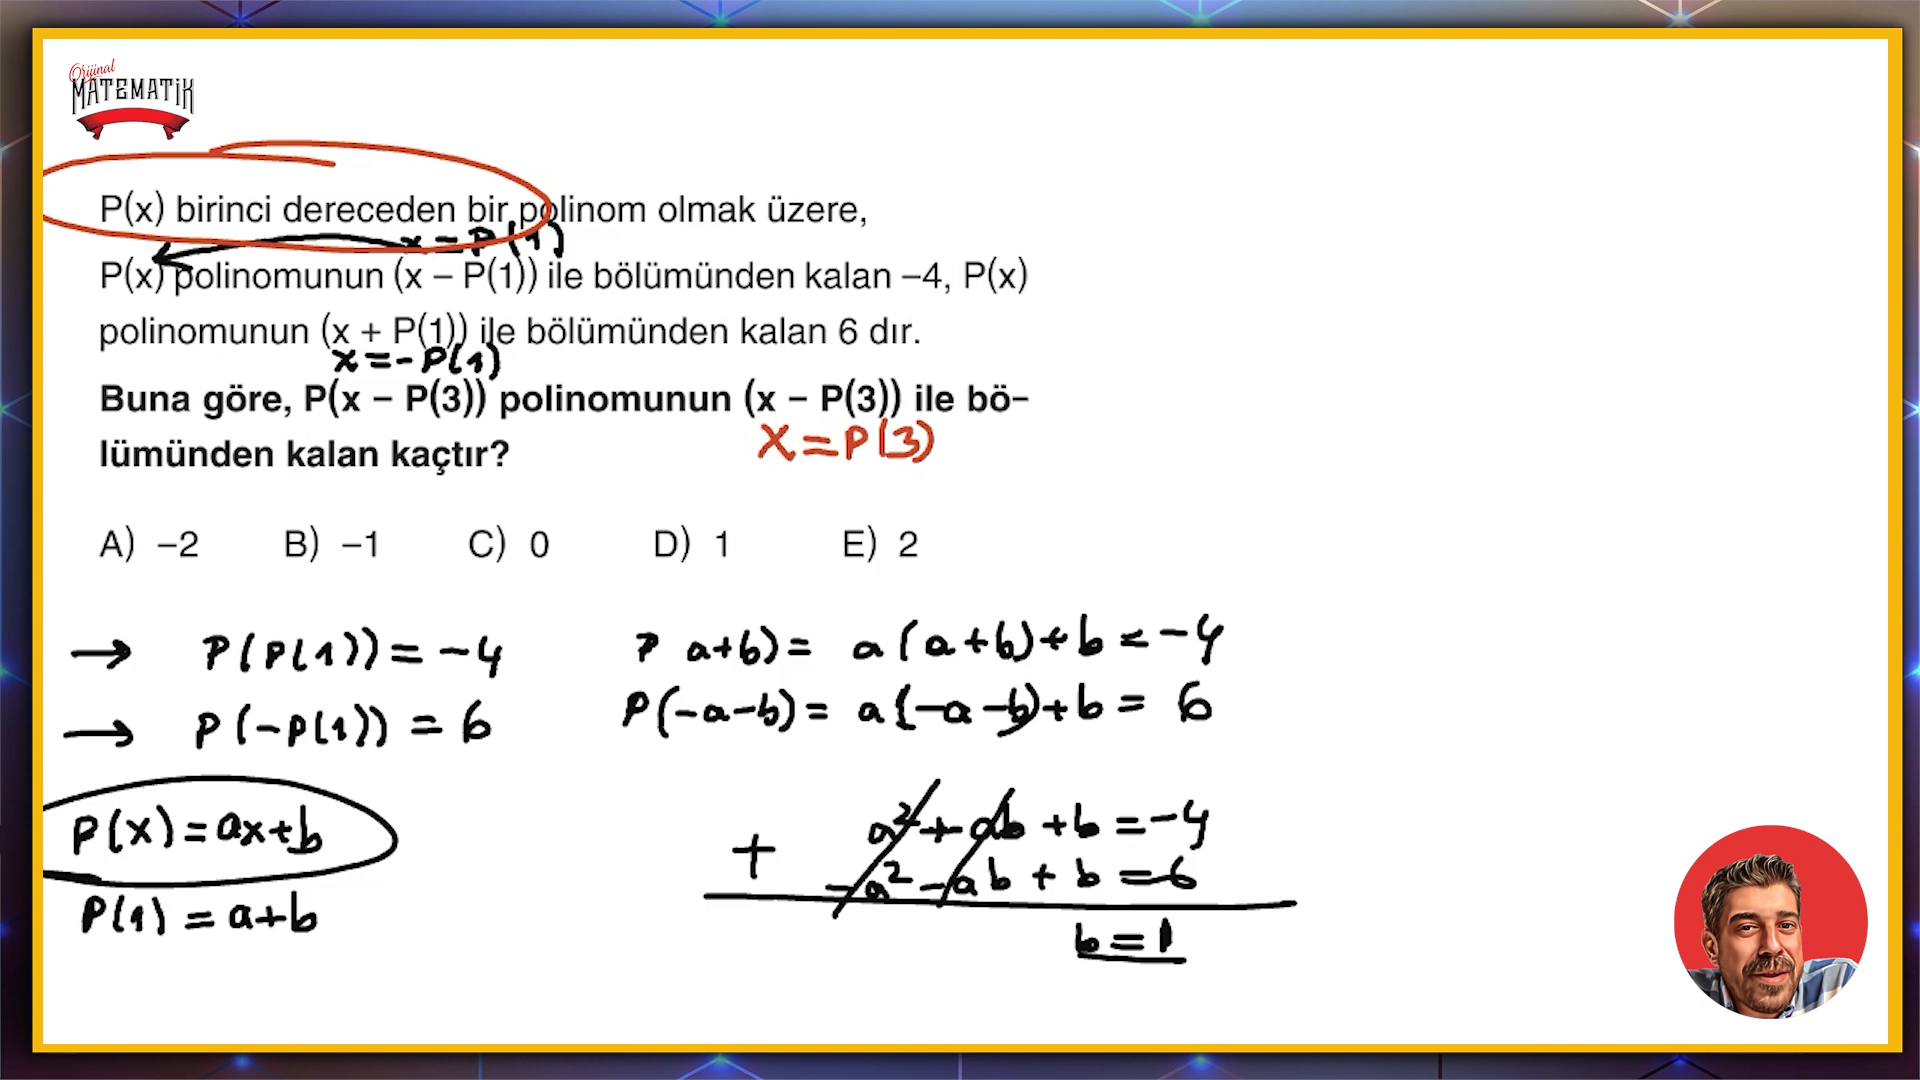 Orijinal
MATEMATİK
P(x) birinci dereceden bir polinom olmak üzere,
x = P(1)
P(x) polinomunun (x – P(1)) ile bölümünden kalan –4, P(x)
polinomunun (x + P(1)) ile bölümünden kalan 6 dır.
x = - P(1)
Buna göre, P(x – P(3)) polinomunun (x – P(3)) ile bö-
lümünden kalan kaçtır?
x = P(3)
A) –2 B) –1 C) 0 D) 1 E) 2
→ P(P(1)) = -4
→ P(-P(1)) = 6
P(x) = ax+b
P(1) = a+b
P a+b) = a(a+b)+b = -4
P(-a-b) = a(-a-b)+b = 6
a² + ab + b = -4
+
-a² - ab + b = 6
b = 1